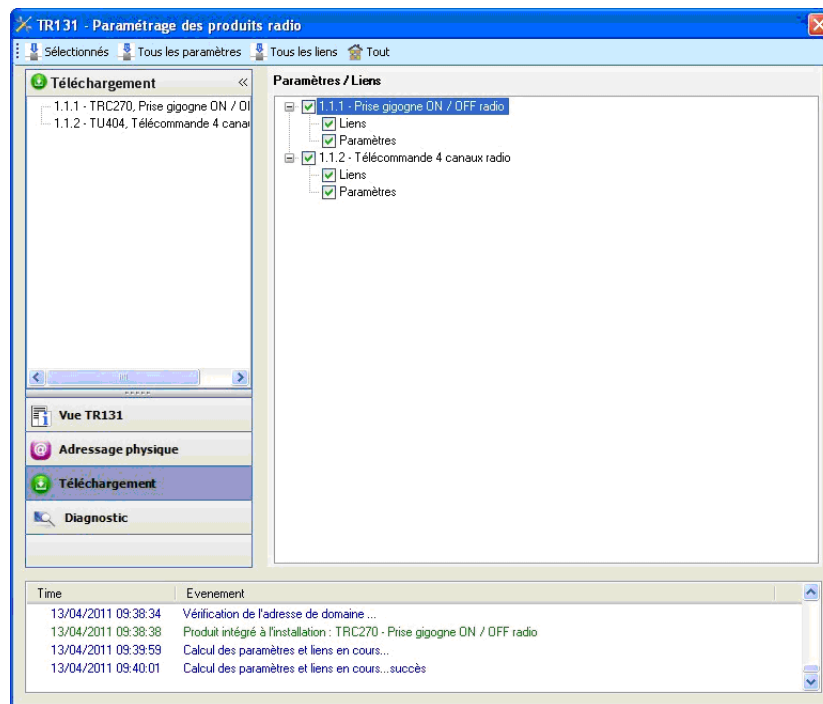 TR131 - Paramétrage des produits radio
Sélectionnés Tous les paramètres Tous les liens Tout
Téléchargement «
1.1.1 - TRC270, Prise gigogne ON / OI
1.1.2 - TU404, Télécommande 4 cana
Paramètres / Liens
1.1.1 - Prise gigogne ON / OFF radio
Liens
Paramètres
1.1.2 - Télécommande 4 canaux radio
Liens
Paramètres
Vue TR131
Adressage physique
Téléchargement
Diagnostic
Time Evenement
13/04/2011 09:38:34 Vérification de l'adresse de domaine ...
13/04/2011 09:38:38 Produit intégré à l'installation : TRC270 - Prise gigogne ON / OFF radio
13/04/2011 09:39:59 Calcul des paramètres et liens en cours...
13/04/2011 09:40:01 Calcul des paramètres et liens en cours...succès